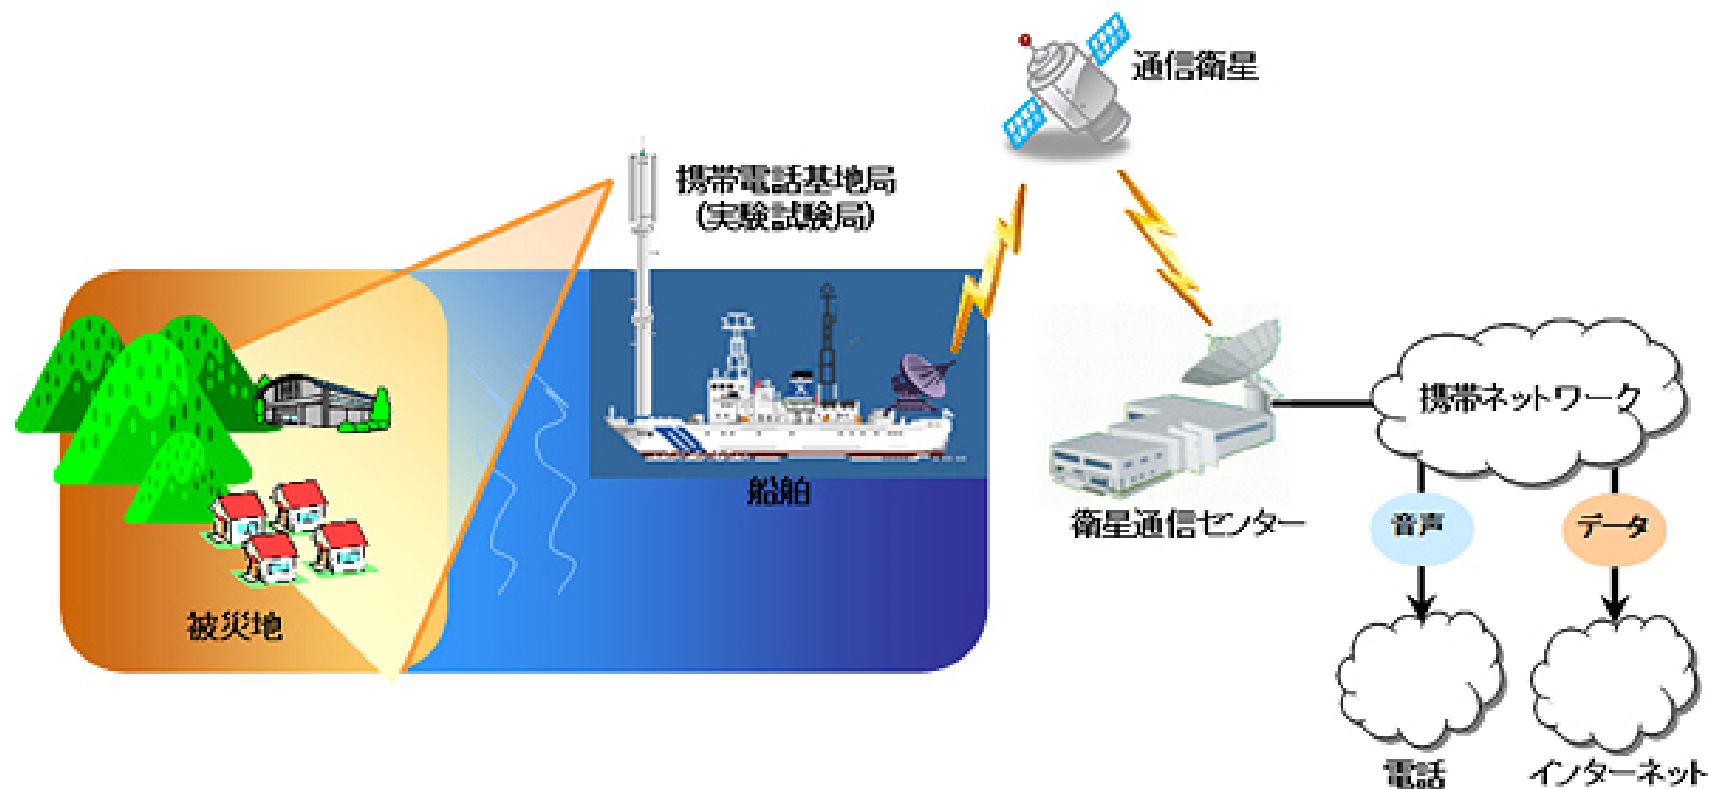 通信衛星
携帯電話基地局
(実験試験局)
船舶
被災地
衛星通信センター
携帯ネットワーク
音声
データ
電話
インターネット